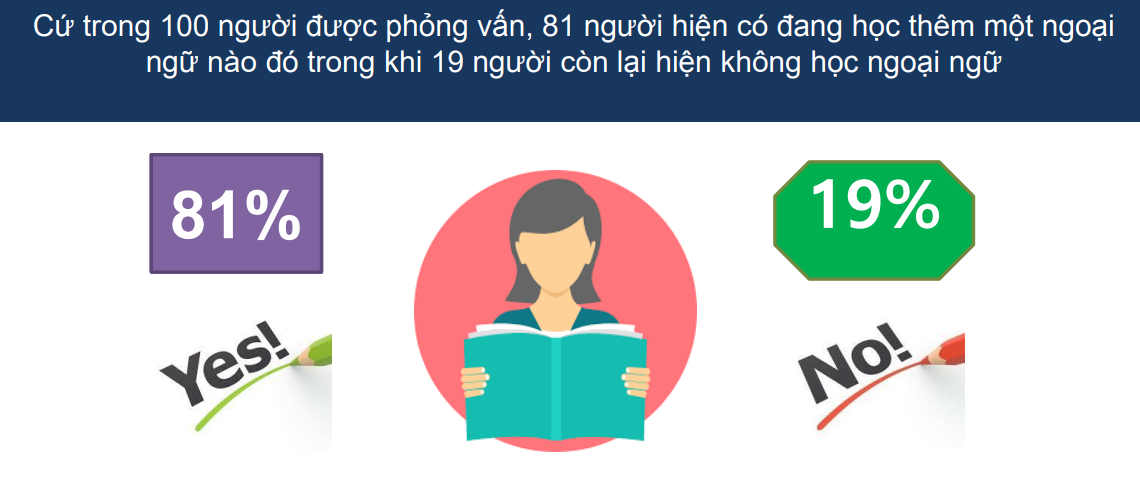 Cứ trong 100 người được phỏng vấn, 81 người hiện có đang học thêm một ngoại
ngữ nào đó trong khi 19 người còn lại hiện không học ngoại ngữ
81%
19%
Yes!
No!